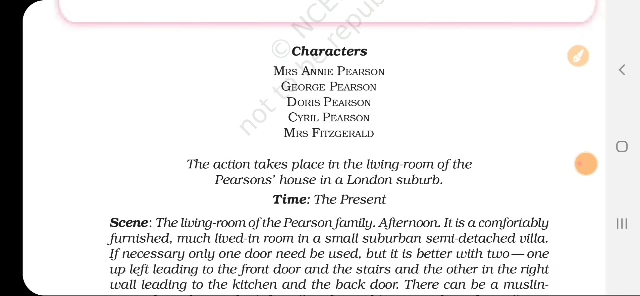 © NCE
not to be repu
Characters
MRS ANNIE PEARSON
GEORGE PEARSON
DORIS PEARSON
CYRIL PEARSON
MRS FITZGERALD
The action takes place in the living-room of the
Pearsons' house in a London suburb.
Time: The Present
Scene: The living-room of the Pearson family. Afternoon. It is a comfortably
furnished, much lived-in room in a small suburban semi-detached villa.
If necessary only one door need be used, but it is better with two — one
up left leading to the front door and the stairs and the other in the right
wall leading to the kitchen and the back door. There can be a muslin-